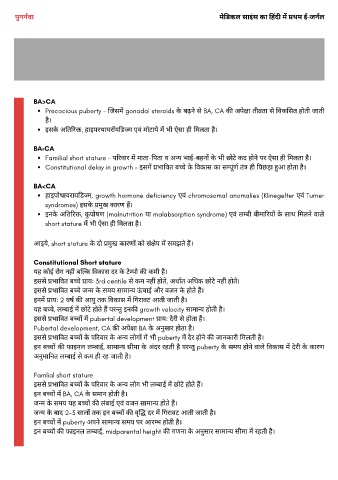 पुनर्नवा
मेडिकल साइंस का हिंदी में प्रथम ई-जर्नल
BA>CA
• Precocious puberty - जिसमें gonadal steroids के बढ़ने से BA, CA की अपेक्षा तीव्रता से विकसित होती जाती
है।
• इसके अतिरिक्त, हाइपरथायरॉयडिज्म एवं मोटापे में भी ऐसा ही मिलता है।
BA=CA
• Familial short stature - परिवार में माता-पिता व अन्य भाई-बहनों के भी छोटे कद होने पर ऐसा ही मिलता है।
• Constitutional delay in growth - इसमें प्रभावित बच्चे के विकास का सम्पूर्ण तंत्र ही पिछड़ा हुआ होता है।
BA<CA
• हाइपोथायरायडिज्म, growth hormone deficiency एवं chromosomal anomalies (Klinegelter एवं Turner
syndromes) इसके प्रमुख कारण हैं।
• इनके अतिरिक्त, कुपोषण (malnutrition या malabsorption syndrome) एवं लम्बी बीमारियों के साथ मिलने वाले
short stature में भी ऐसा ही मिलता है।
आइये, short stature के दो प्रमुख कारणों को संक्षेप में समझते हैं।
Constitutional Short stature
यह कोई रोग नहीं बल्कि विकास दर के टेम्पो की कमी है।
इससे प्रभावित बच्चे प्रायः 3rd centile से कम नहीं होते, अर्थात अधिक छोटे नहीं होते।
इससे प्रभावित बच्चे जन्म के समय सामान्य ऊंचाई और वजन के होते हैं।
इनमें प्रायः 2 वर्ष की आयु तक विकास में गिरावट आती जाती है।
यह बच्चे, लम्बाई में छोटे होते हैं परन्तु इनकी growth velocity सामान्य होती है।
इससे प्रभावित बच्चों में pubertal development प्रायः देरी से होता है।
Pubertal development, CA की अपेक्षा BA के अनुसार होता है।
इससे प्रभावित बच्चों के परिवार के अन्य लोगों में भी puberty में देर होने की जानकारी मिलती है।
इन बच्चों की फाइनल लम्बाई, सामान्य सीमा के अंदर रहती है परन्तु puberty के समय होने वाले विकास में देरी के कारण
अनुमानित लम्बाई से कम ही रह जाती है।
Familial short stature
इससे प्रभावित बच्चों के परिवार के अन्य लोग भी लम्बाई में छोटे होते हैं।
इन बच्चों में BA, CA के समान होती है।
जन्म के समय यह बच्चों की लंबाई एवं वजन सामान्य होते हैं।
जन्म के बाद 2-3 सालों तक इन बच्चों की वृद्धि दर में गिरावट आती जाती है।
इन बच्चों में puberty अपने सामान्य समय पर आरम्भ होती है।
इन बच्चों की फाइनल लम्बाई, midparental height की गणना के अनुसार सामान्य सीमा में रहती है।